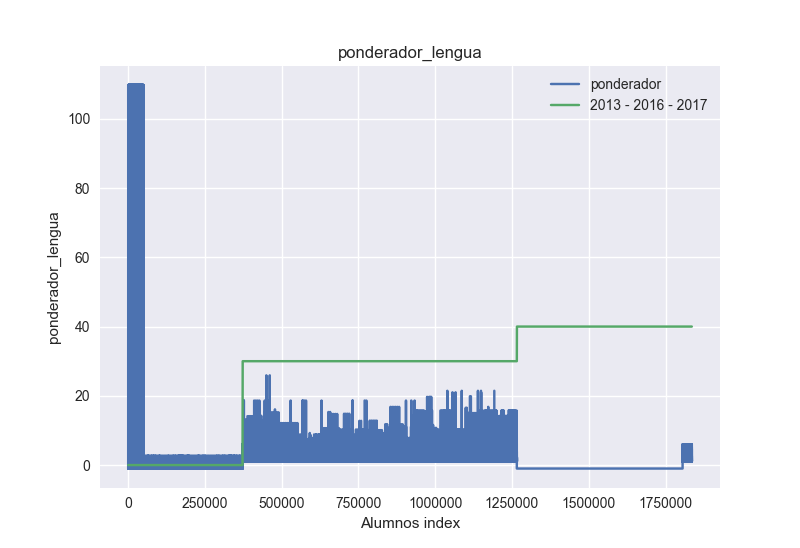 ponderador_lengua
ponderador
2013 - 2016 - 2017
100
80
60
40
20
0
ponderador_lengua
0 250000 500000 750000 1000000 1250000 1500000 1750000
Alumnos index